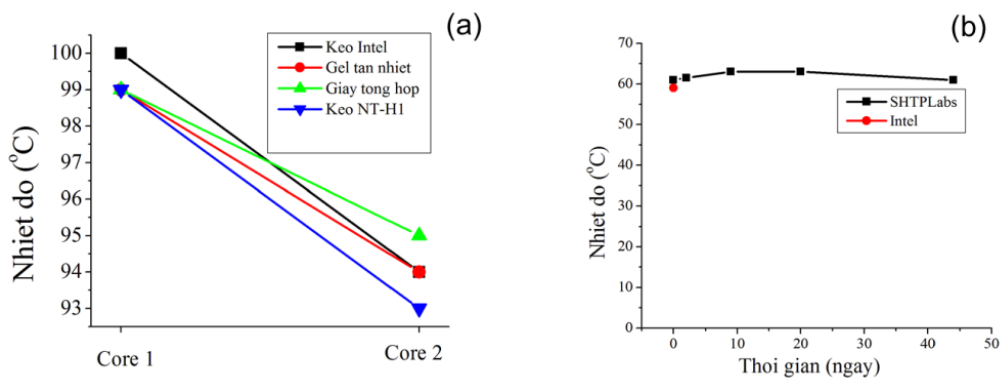 (a)
Keo Intel
Gel tan nhiet
Giay tong hop
Keo NT-H1
100
99
98
97
96
95
94
93
Nhiet do (°C)
Core 1
Core 2
(b)
70
60
50
40
30
20
10
0
SHTPLabs
Intel
Nhiet do (°C)
0
10
20
30
40
50
Thoi gian (ngay)